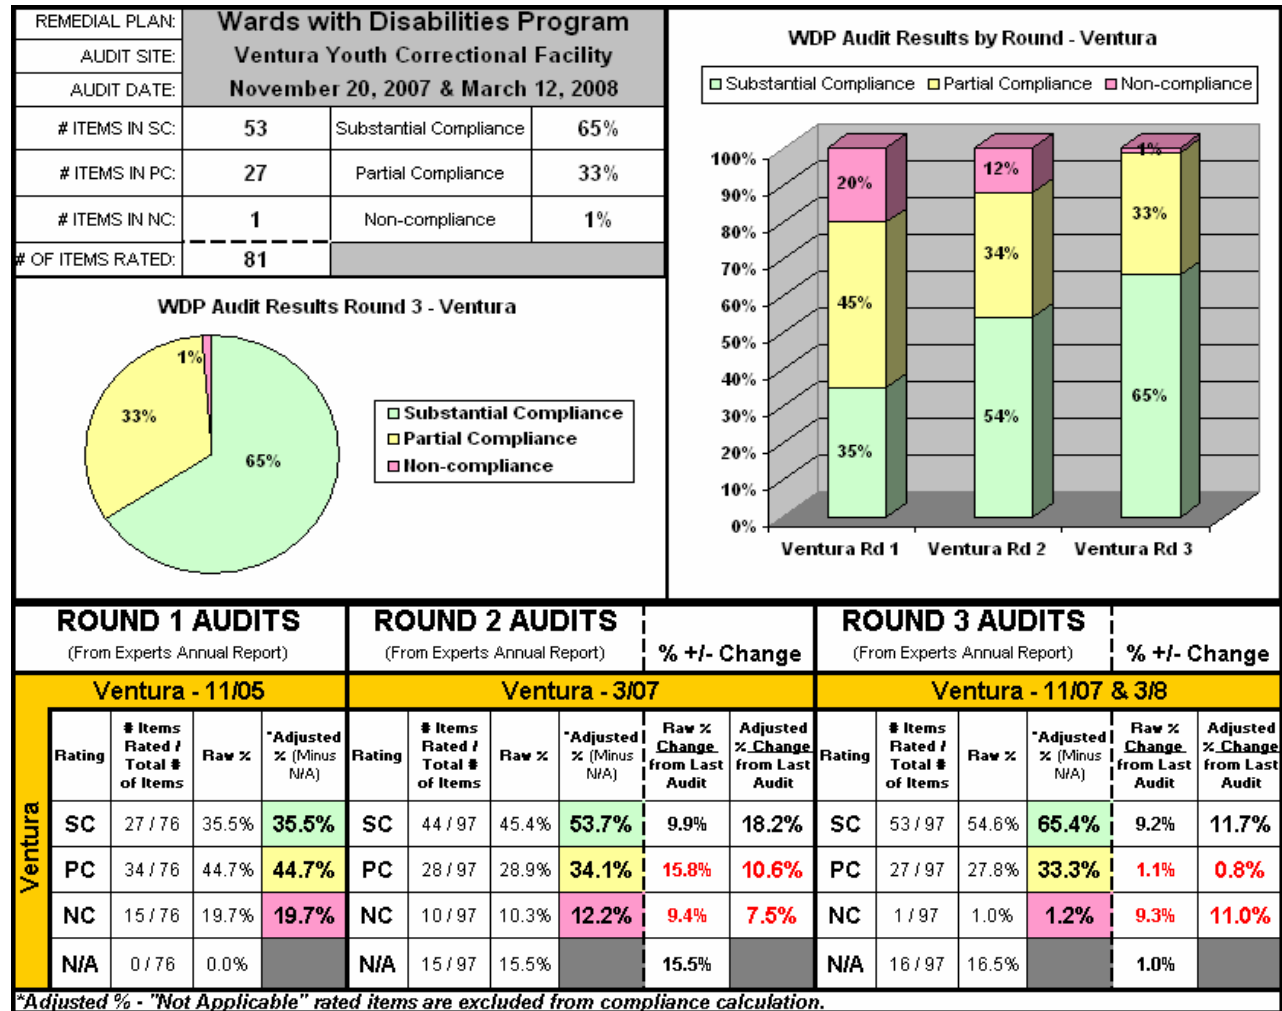 REMEDIAL PLAN: Wards with Disabilities Program
AUDIT SITE: Ventura Youth Correctional Facility
AUDIT DATE: November 20, 2007 & March 12, 2008
# ITEMS IN SC: 53 Substantial Compliance 65%
# ITEMS IN PC: 27 Partial Compliance 33%
# ITEMS IN NC: 1 Non-compliance 1%
# OF ITEMS RATED: 81
WDP Audit Results Round 3 - Ventura
1%
33%
65%
Substantial Compliance
Partial Compliance
Non-compliance
WDP Audit Results by Round - Ventura
Substantial Compliance Partial Compliance Non-compliance
100%
90%
80%
70%
60%
50%
40%
30%
20%
10%
0%
20% 12% 1%
45% 34% 33%
35% 54% 65%
Ventura Rd 1 Ventura Rd 2 Ventura Rd 3
ROUND 1 AUDITS ROUND 2 AUDITS ROUND 3 AUDITS
(From Experts Annual Report) (From Experts Annual Report) % +/- Change (From Experts Annual Report) % +/- Change
Ventura - 11/05 Ventura - 3/07 Ventura - 11/07 & 3/8
Ventura
Rating # Items Rated / Total # of Items Raw % *Adjusted % (Minus N/A) Rating # Items Rated / Total # of Items Raw % *Adjusted % (Minus N/A) Raw % Change from Last Audit Adjusted % Change from Last Audit Rating # Items Rated / Total # of Items Raw % *Adjusted % (Minus N/A) Raw % Change from Last Audit Adjusted % Change from Last Audit
SC 27 / 76 35.5% 35.5% SC 44 / 97 45.4% 53.7% 9.9% 18.2% SC 53 / 97 54.6% 65.4% 9.2% 11.7%
PC 34 / 76 44.7% 44.7% PC 28 / 97 28.9% 34.1% 15.8% 10.6% PC 27 / 97 27.8% 33.3% 1.1% 0.8%
NC 15 / 76 19.7% 19.7% NC 10 / 97 10.3% 12.2% 9.4% 7.5% NC 1 / 97 1.0% 1.2% 9.3% 11.0%
N/A 0 / 76 0.0% N/A 15 / 97 15.5% 15.5% N/A 16 / 97 16.5% 1.0%
*Adjusted % - "Not Applicable" rated items are excluded from compliance calculation.